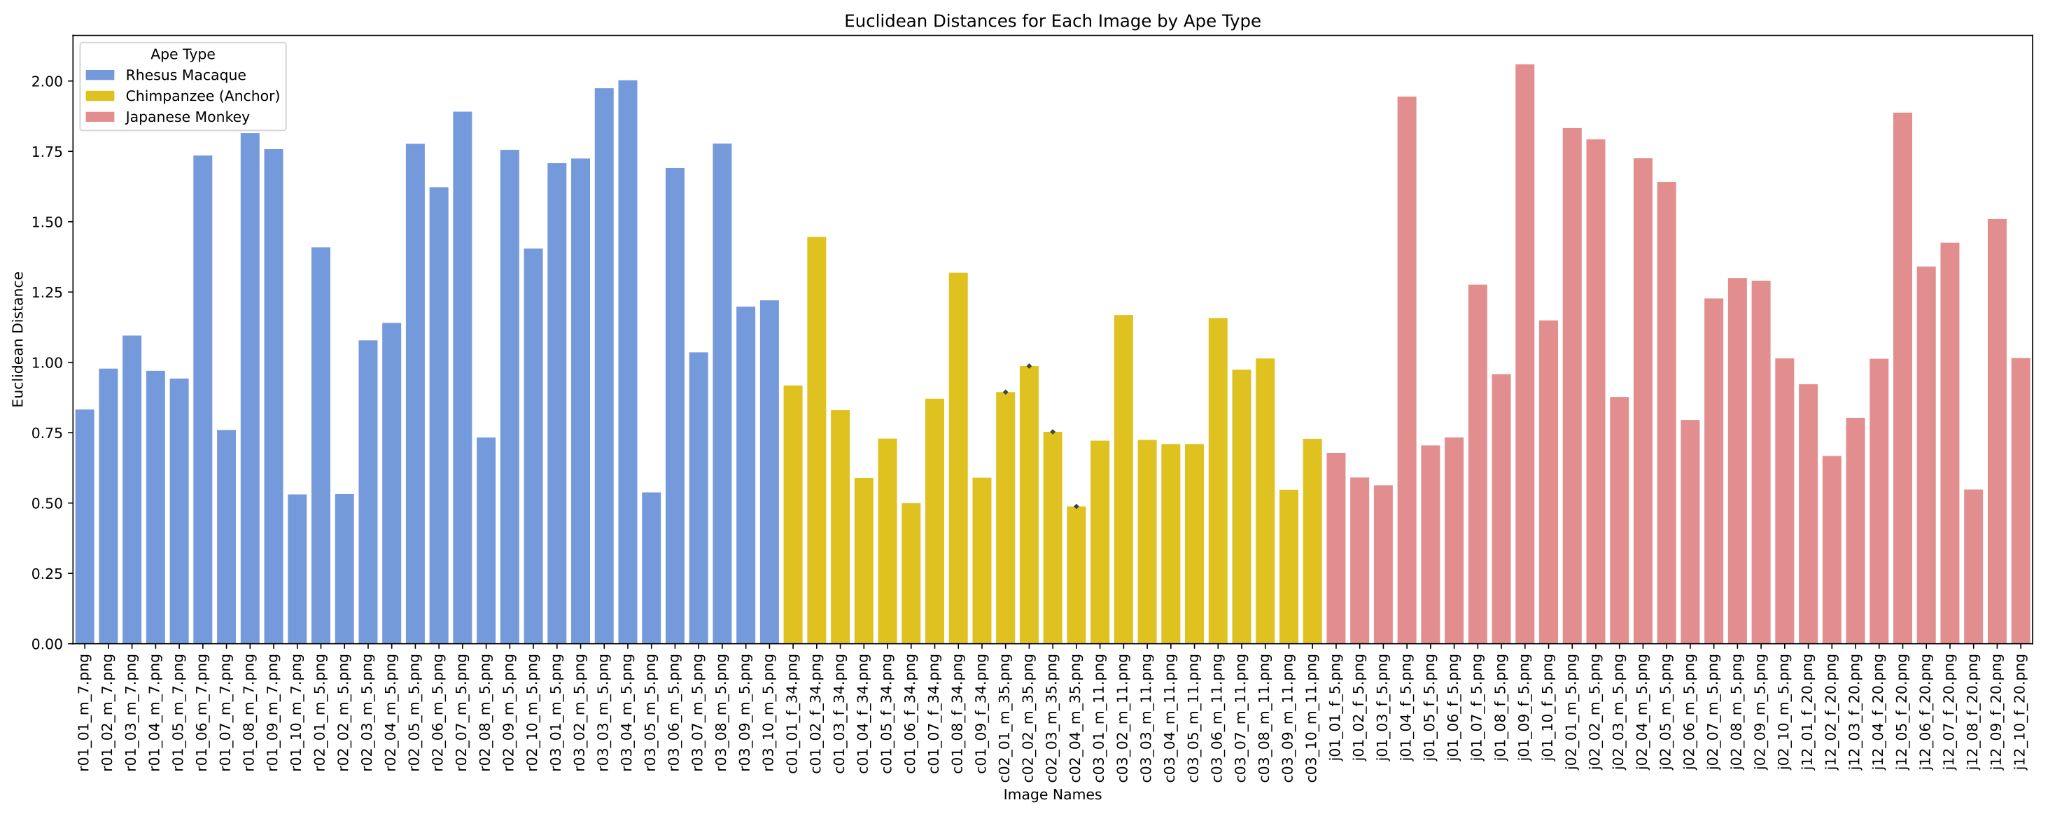 Euclidean Distances for Each Image by Ape Type
Ape Type
Rhesus Macaque
Chimpanzee (Anchor)
Japanese Monkey
Euclidean Distance
2.00
1.75
1.50
1.25
1.00
0.75
0.50
0.25
0.00
r01_01_m_7.png
r01_02_m_7.png
r01_03_m_7.png
r01_04_m_7.png
r01_05_m_7.png
r01_06_m_7.png
r01_07_m_7.png
r01_08_m_7.png
r01_09_m_7.png
r01_10_m_7.png
r02_01_m_5.png
r02_02_m_5.png
r02_03_m_5.png
r02_04_m_5.png
r02_05_m_5.png
r02_06_m_5.png
r02_07_m_5.png
r02_08_m_5.png
r02_09_m_5.png
r02_10_m_5.png
r03_01_m_5.png
r03_02_m_5.png
r03_03_m_5.png
r03_04_m_5.png
r03_05_m_5.png
r03_06_m_5.png
r03_07_m_5.png
r03_08_m_5.png
r03_09_m_5.png
r03_10_m_5.png
c01_01_f_34.png
c01_02_f_34.png
c01_03_f_34.png
c01_04_f_34.png
c01_05_f_34.png
c01_06_f_34.png
c01_07_f_34.png
c01_08_f_34.png
c01_09_f_34.png
c02_01_m_35.png
c02_02_m_35.png
c02_03_m_35.png
c02_04_m_35.png
c03_01_m_11.png
c03_02_m_11.png
c03_03_m_11.png
c03_04_m_11.png
c03_05_m_11.png
c03_06_m_11.png
c03_07_m_11.png
c03_08_m_11.png
c03_09_m_11.png
c03_10_m_11.png
j01_01_f_5.png
j01_02_f_5.png
j01_03_f_5.png
j01_04_f_5.png
j01_05_f_5.png
j01_06_f_5.png
j01_07_f_5.png
j01_08_f_5.png
j01_09_f_5.png
j01_10_f_5.png
j02_01_m_5.png
j02_02_m_5.png
j02_03_m_5.png
j02_04_m_5.png
j02_05_m_5.png
j02_06_m_5.png
j02_07_m_5.png
j02_08_m_5.png
j02_09_m_5.png
j02_10_m_5.png
j12_01_f_20.png
j12_02_f_20.png
j12_03_f_20.png
j12_04_f_20.png
j12_05_f_20.png
j12_06_f_20.png
j12_07_f_20.png
j12_08_f_20.png
j12_09_f_20.png
j12_10_f_20.png
Image Names